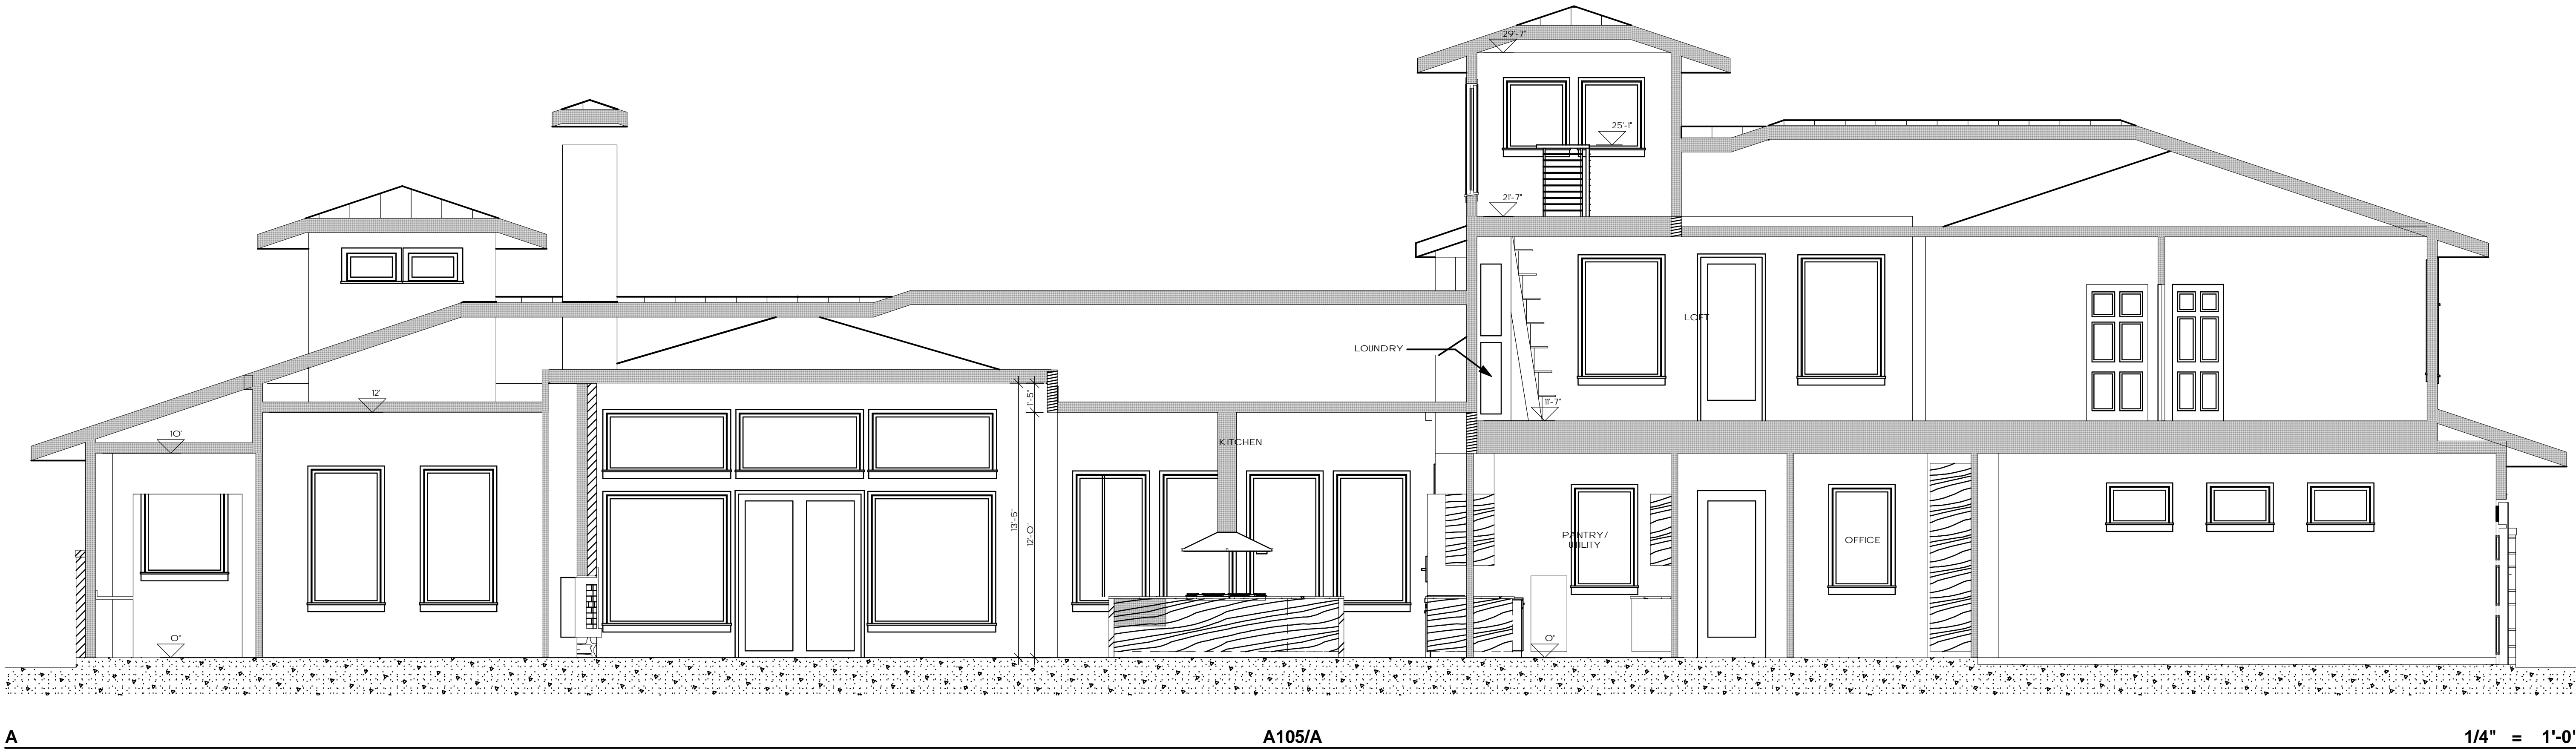 29'-7"
25'-1"
21'-7"
LOFT
LOUNDRY
12'
1'-5"
11'-7"
10'
KITCHEN
13'-5"
12'-0"
PANTRY/
UTILITY
OFFICE
0"
0"
A
A105/A
1/4" = 1'-0"